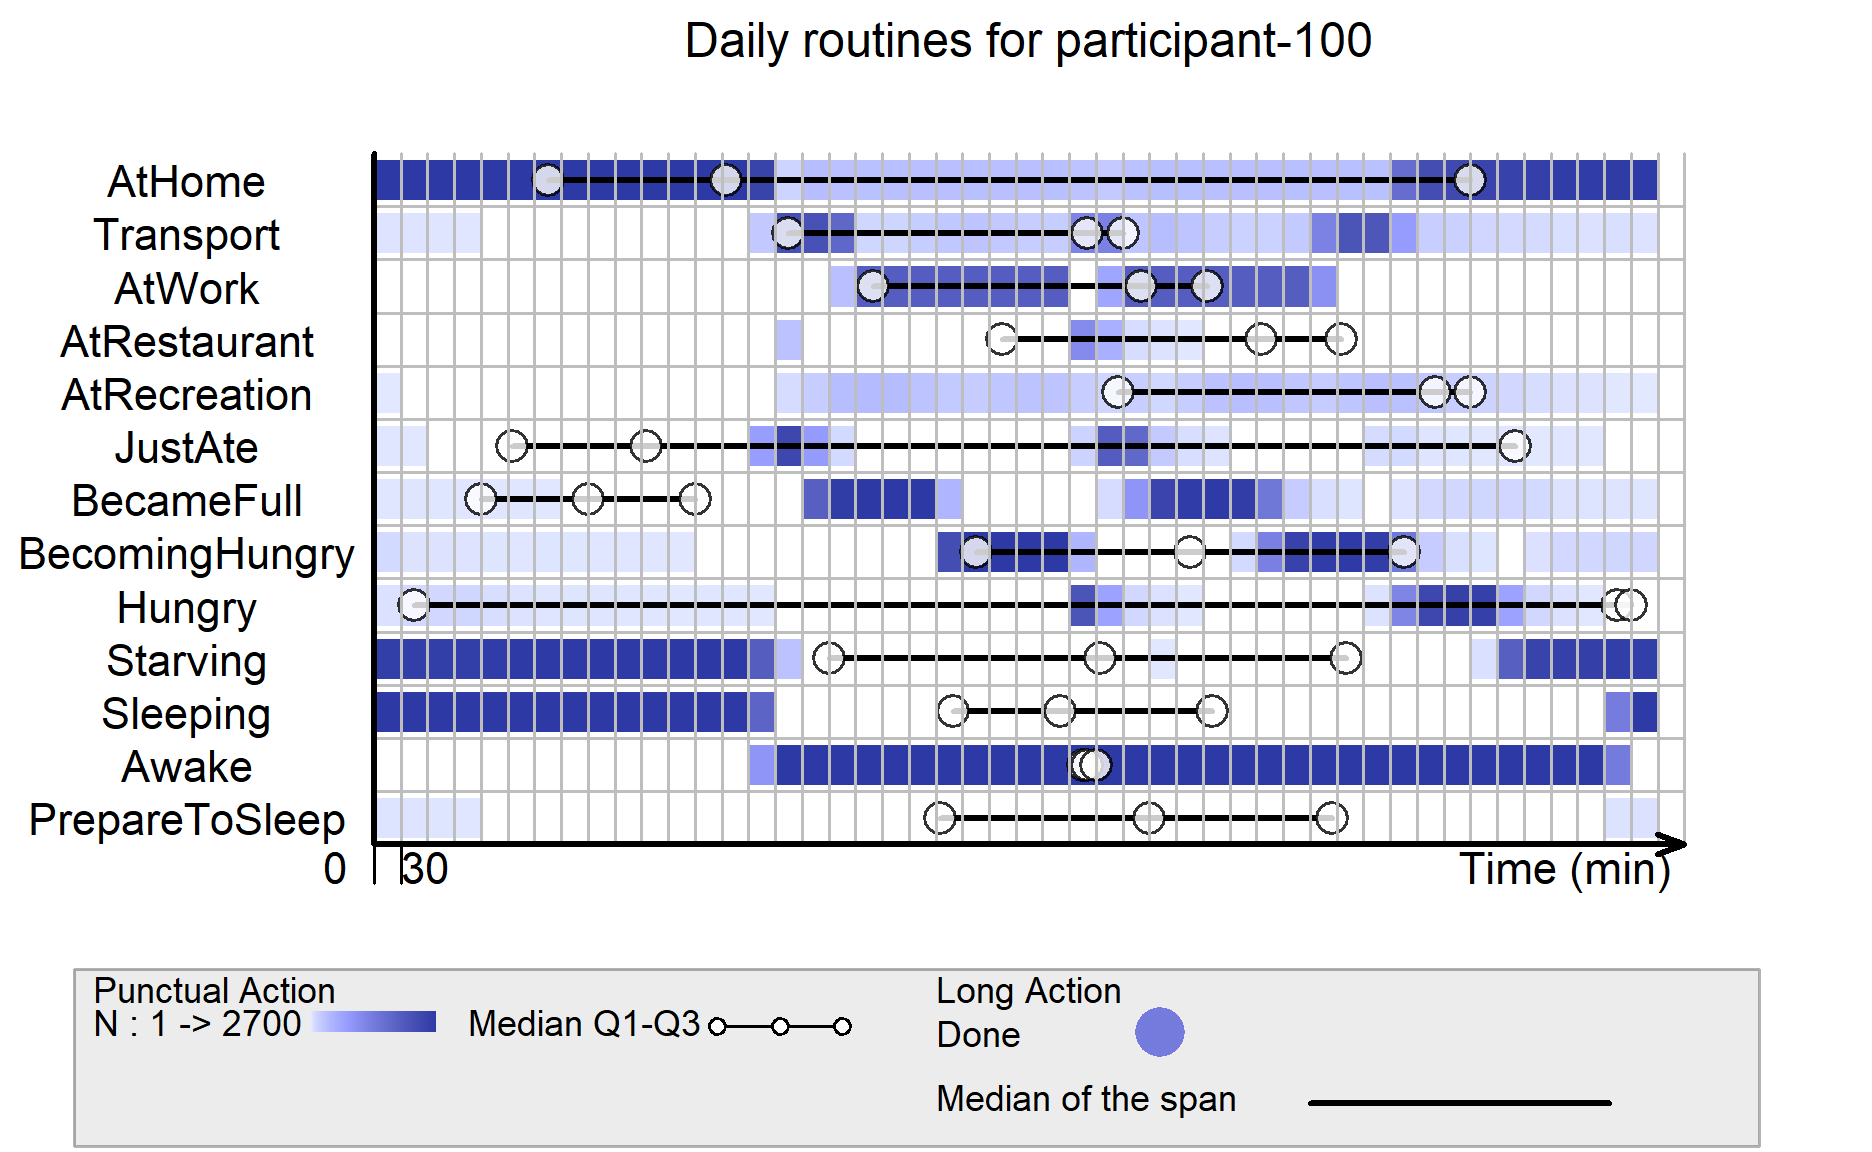 Daily routines for participant-100
AtHome
Transport
AtWork
AtRestaurant
AtRecreation
JustAte
BecameFull
BecomingHungry
Hungry
Starving
Sleeping
Awake
PrepareToSleep
0 30 Time (min)
Punctual Action
N : 1 -> 2700 Median Q1-Q3
Long Action
Done
Median of the span